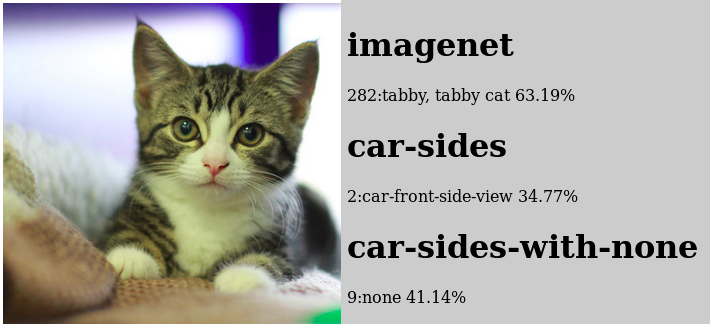 imagenet
282:tabby, tabby cat 63.19%
car-sides
2:car-front-side-view 34.77%
car-sides-with-none
9:none 41.14%